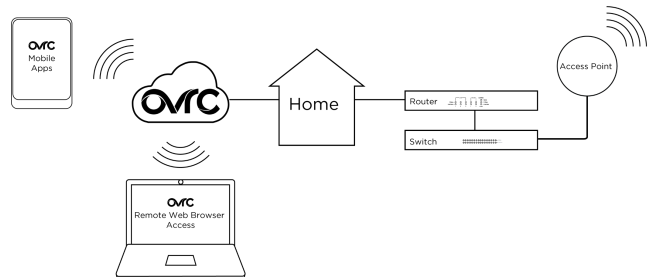 OvrC
Mobile
Apps
OvrC
Home
Router
Switch
Access Point
OvrC
Remote Web Browser
Access